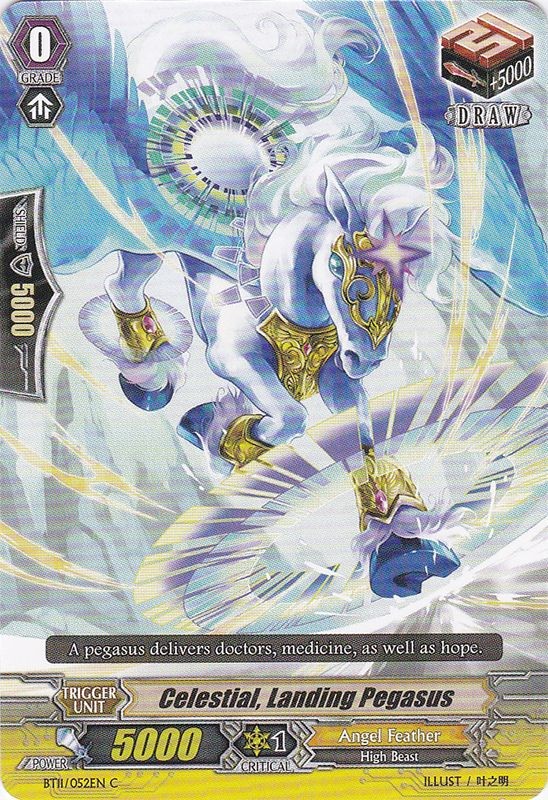 0
GRADE
+5000
DRAW
SHIELD
5000
A pegasus delivers doctors, medicine, as well as hope.
TRIGGER
UNIT
Celestial, Landing Pegasus
POWER
5000
1
CRITICAL
Angel Feather
High Beast
BT11/052EN C
ILLUST / 叶之明